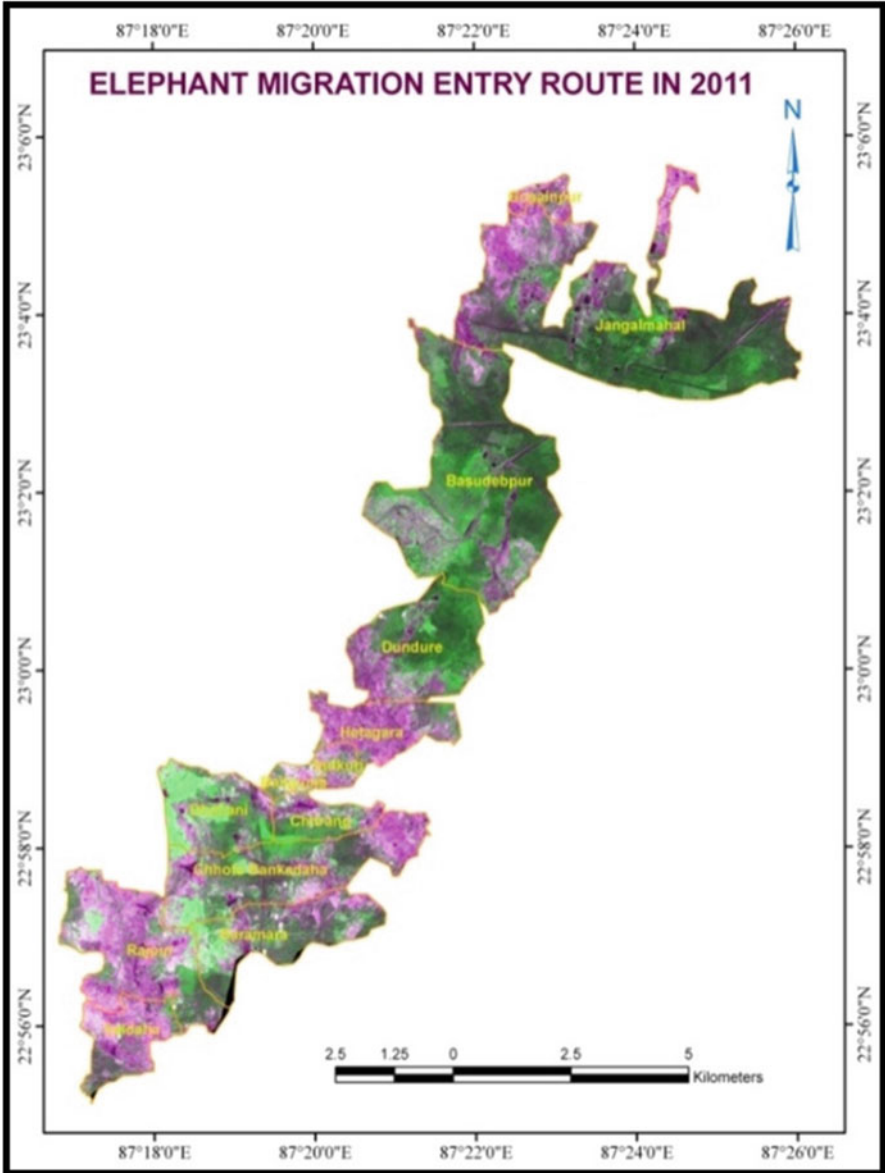 87°18'0"E 87°20'0"E 87°22'0"E 87°24'0"E 87°26'0"E
ELEPHANT MIGRATION ENTRY ROUTE IN 2011
N
23°6'0"N 23°6'0"N
Jangalmahal
23°4'0"N 23°4'0"N
Basudebpur
23°2'0"N 23°2'0"N
Dundure
23°0'0"N 23°0'0"N
Hetagara
Chhoto Bankadaha
22°58'0"N 22°58'0"N
22°56'0"N 22°56'0"N
2.5 1.25 0 2.5 5
Kilometers
87°18'0"E 87°20'0"E 87°22'0"E 87°24'0"E 87°26'0"E